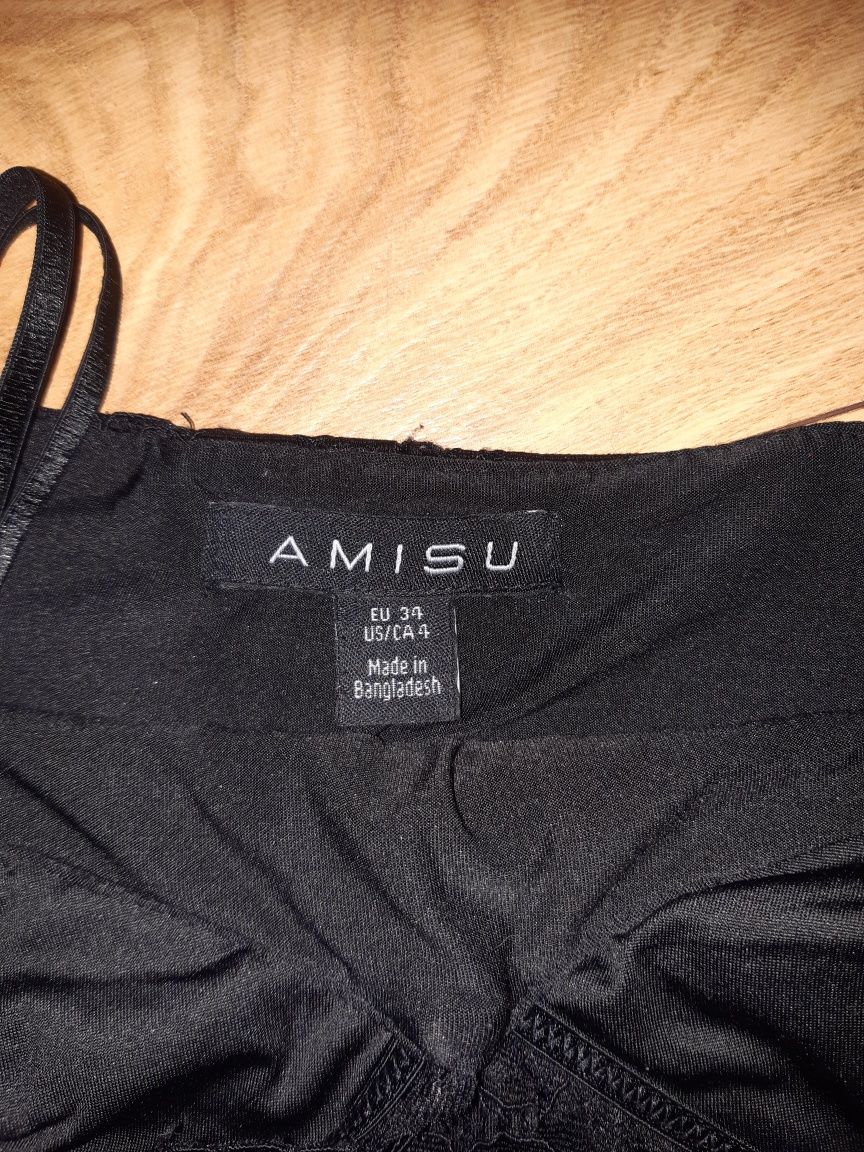 AMISU
EU 34
US/CA 4
Made in
Bangladesh